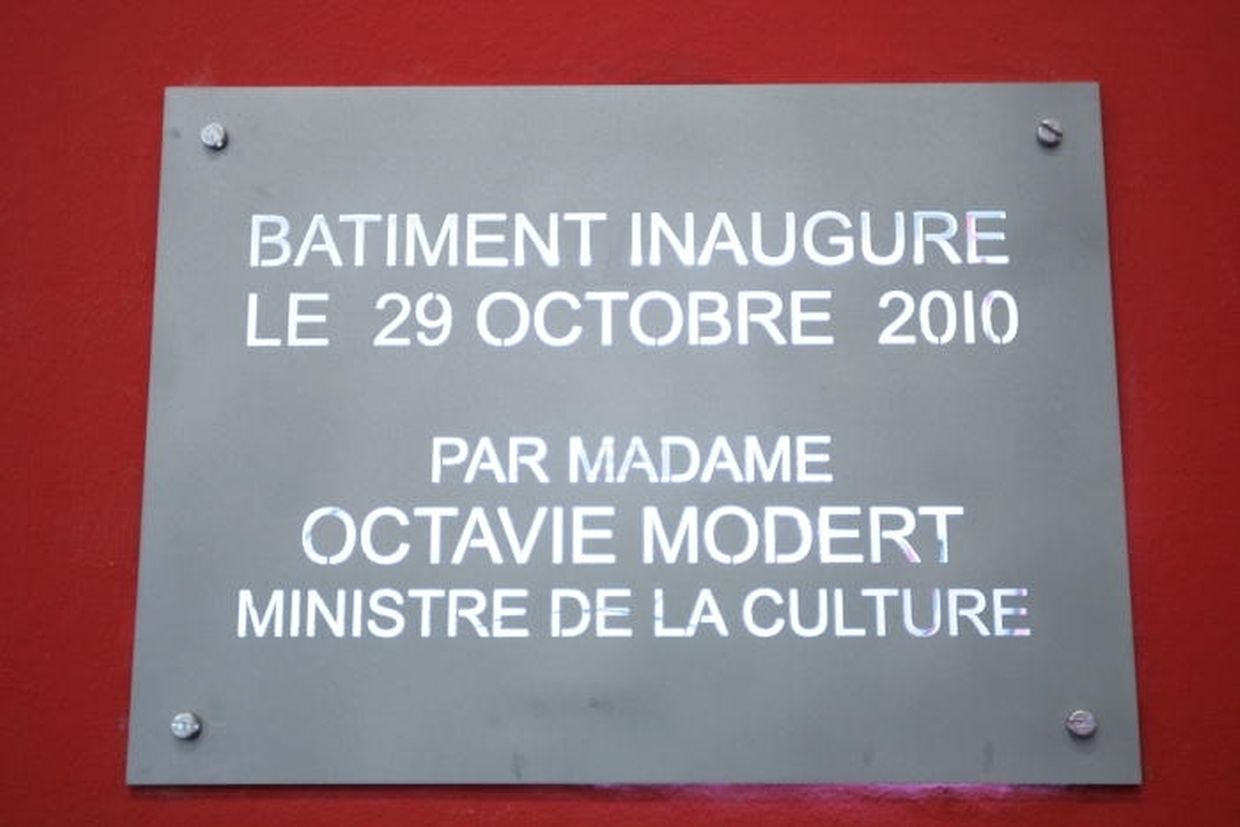 BATIMENT INAUGURE
LE 29 OCTOBRE 2010
PAR MADAME
OCTAVIE MODERT
MINISTRE DE LA CULTURE